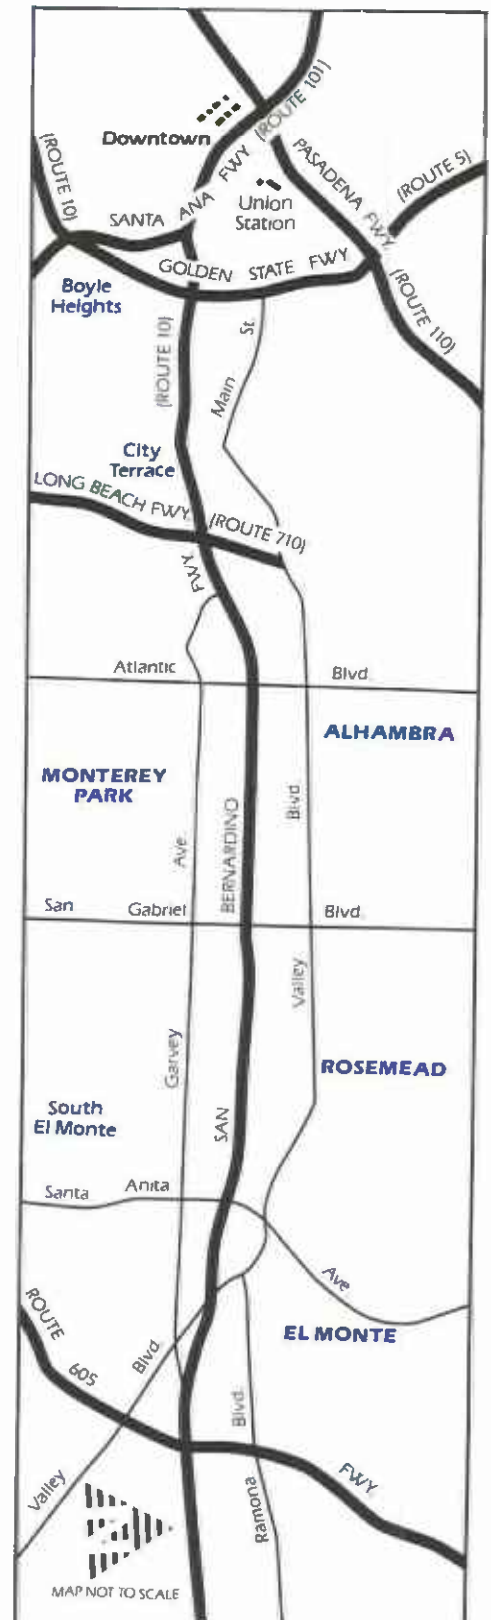 (ROUTE 101)
Downtown
(ROUTE 10)
SANTA ANA FWY
Union
Station
PASADENA FWY.
(ROUTE 5)
GOLDEN STATE FWY
Boyle
Heights
(ROUTE 110)
(ROUTE 10)
Main St.
City
Terrace
LONG BEACH FWY. (ROUTE 710)
FWY.
Atlantic Blvd.
ALHAMBRA
MONTEREY
PARK
Ave.
BERNARDINO
Blvd.
San Gabriel Blvd.
Valley
Garvey
ROSEMEAD
South
El Monte
SAN
Santa Anita Ave
ROUTE 605 FWY.
EL MONTE
Valley Blvd.
Ramona Blvd.
MAP NOT TO SCALE